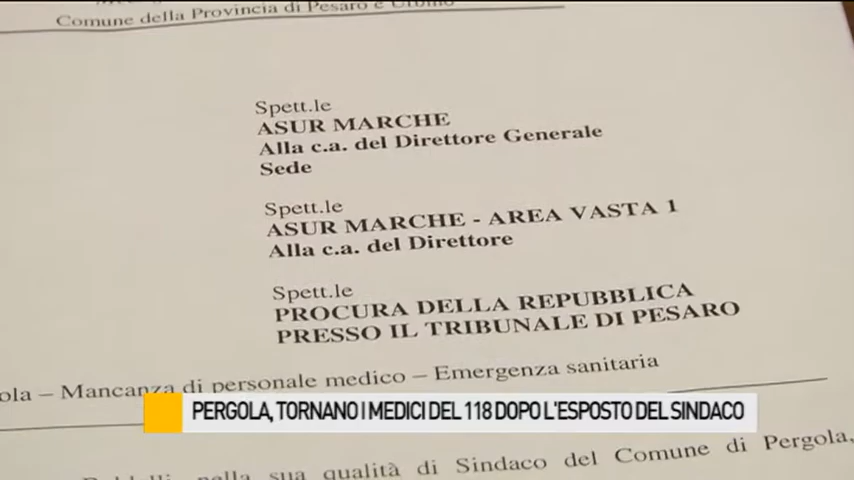 Comune della Provincia di Pesaro e Urbino
Spett.le
ASUR MARCHE
Alla c.a. del Direttore Generale
Sede
Spett.le
ASUR MARCHE - AREA VASTA 1
Alla c.a. del Direttore
Spett.le
PROCURA DELLA REPUBBLICA
PRESSO IL TRIBUNALE DI PESARO
ola – Mancanza di personale medico – Emergenza sanitaria
PERGOLA, TORNANO I MEDICI DEL 118 DOPO L'ESPOSTO DEL SINDACO
nella sua qualità di Sindaco del Comune di Pergola,